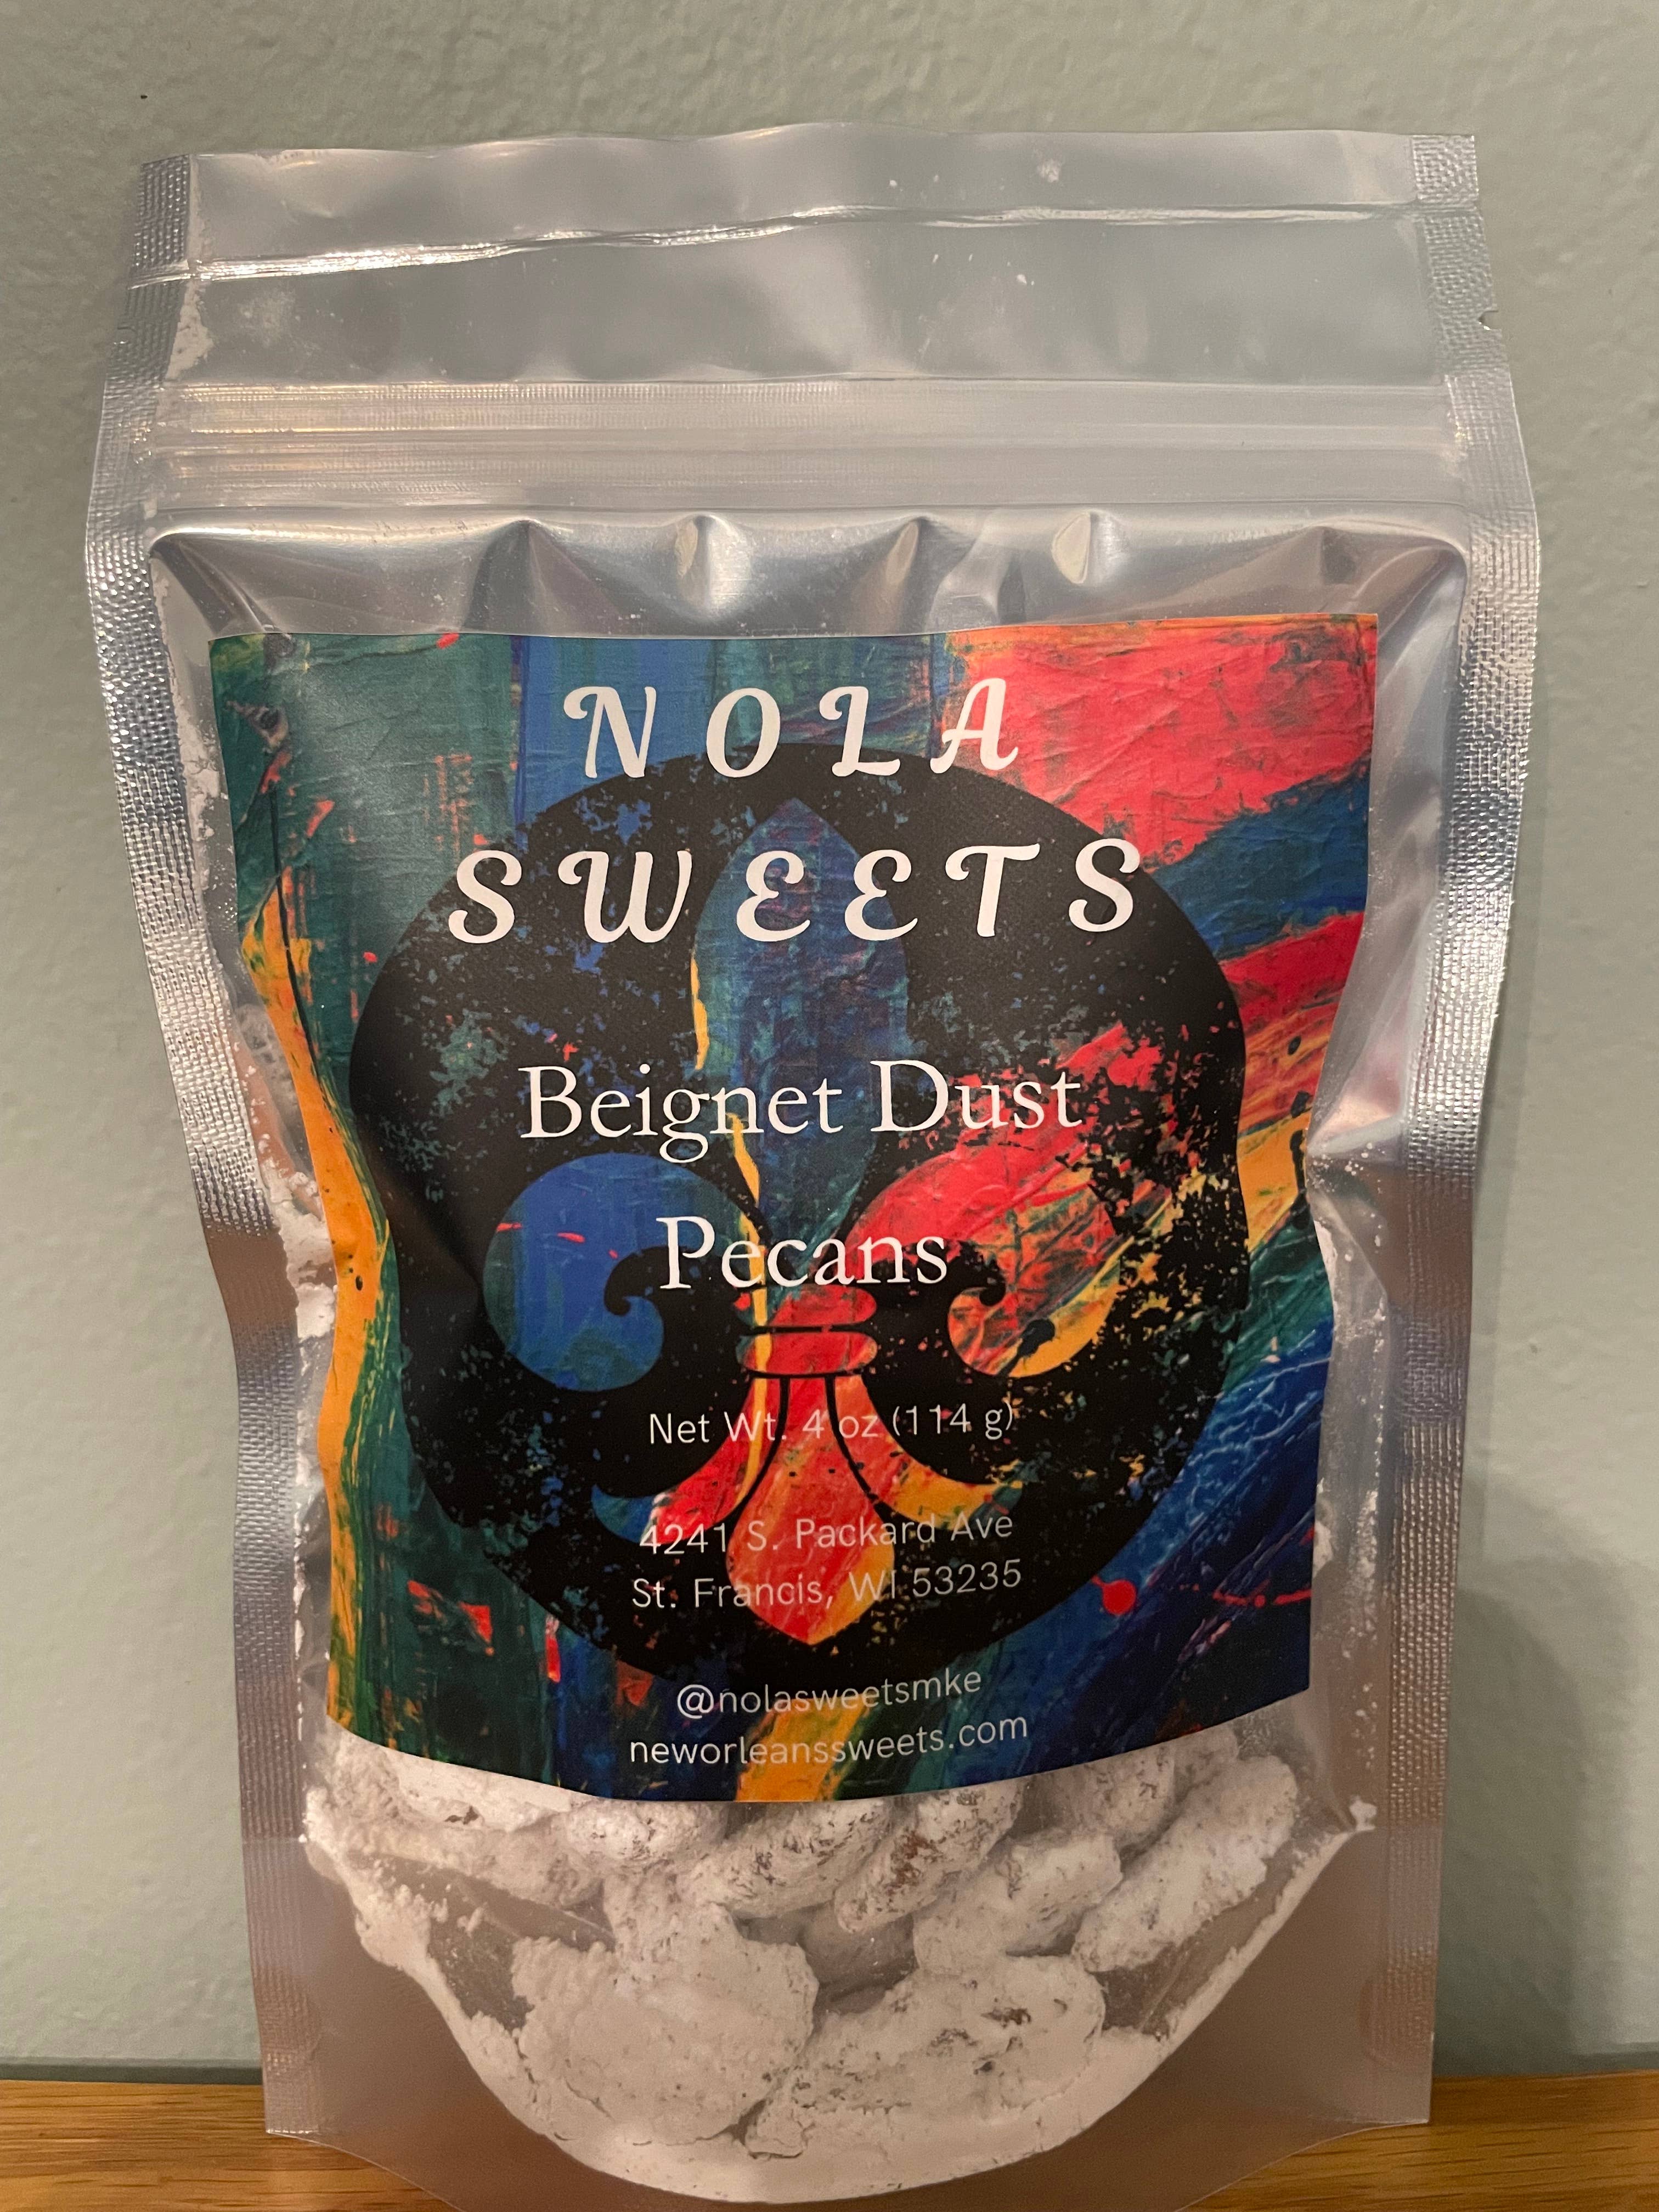 NOLA
SWEETS
Beignet Dust
Pecans
Net Wt. 4 oz (114 g)
4241 S. Packard Ave
St. Francis, WI 53235
@nolasweetsmke
neworleanssweets.com